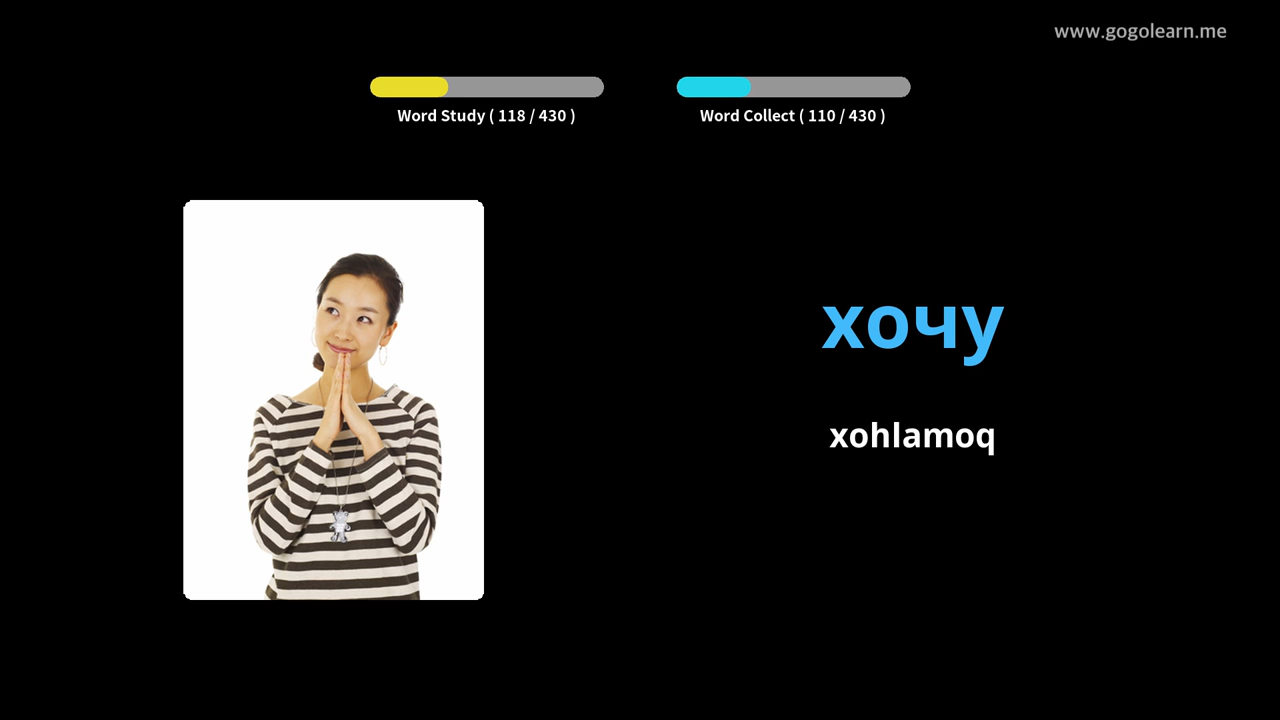 www.gogolearn.me
Word Study ( 118 / 430 )
Word Collect ( 110 / 430 )
хочу
xohlamoq